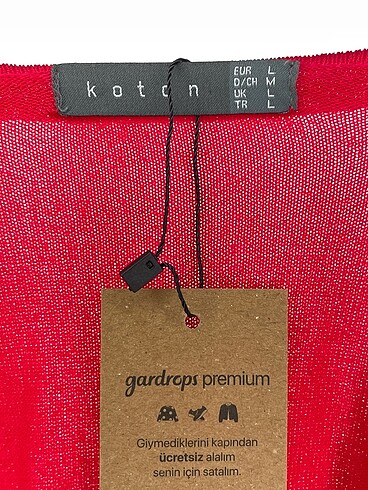 koton
EUR L
D/CH M
UK L
TR L
gardrops premium
Giymediklerini kapından
ücretsiz alalım
senin için satalım.